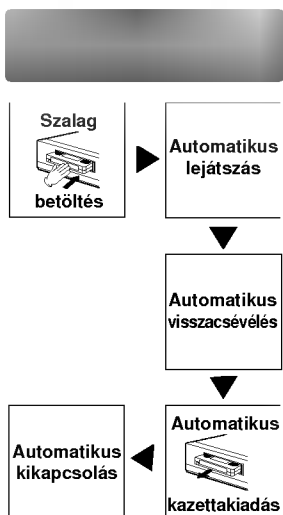 Szalag
betöltés
Automatikus
lejátszás
Automatikus
visszacsévélés
Automatikus
kazettakiadás
Automatikus
kikapcsolás